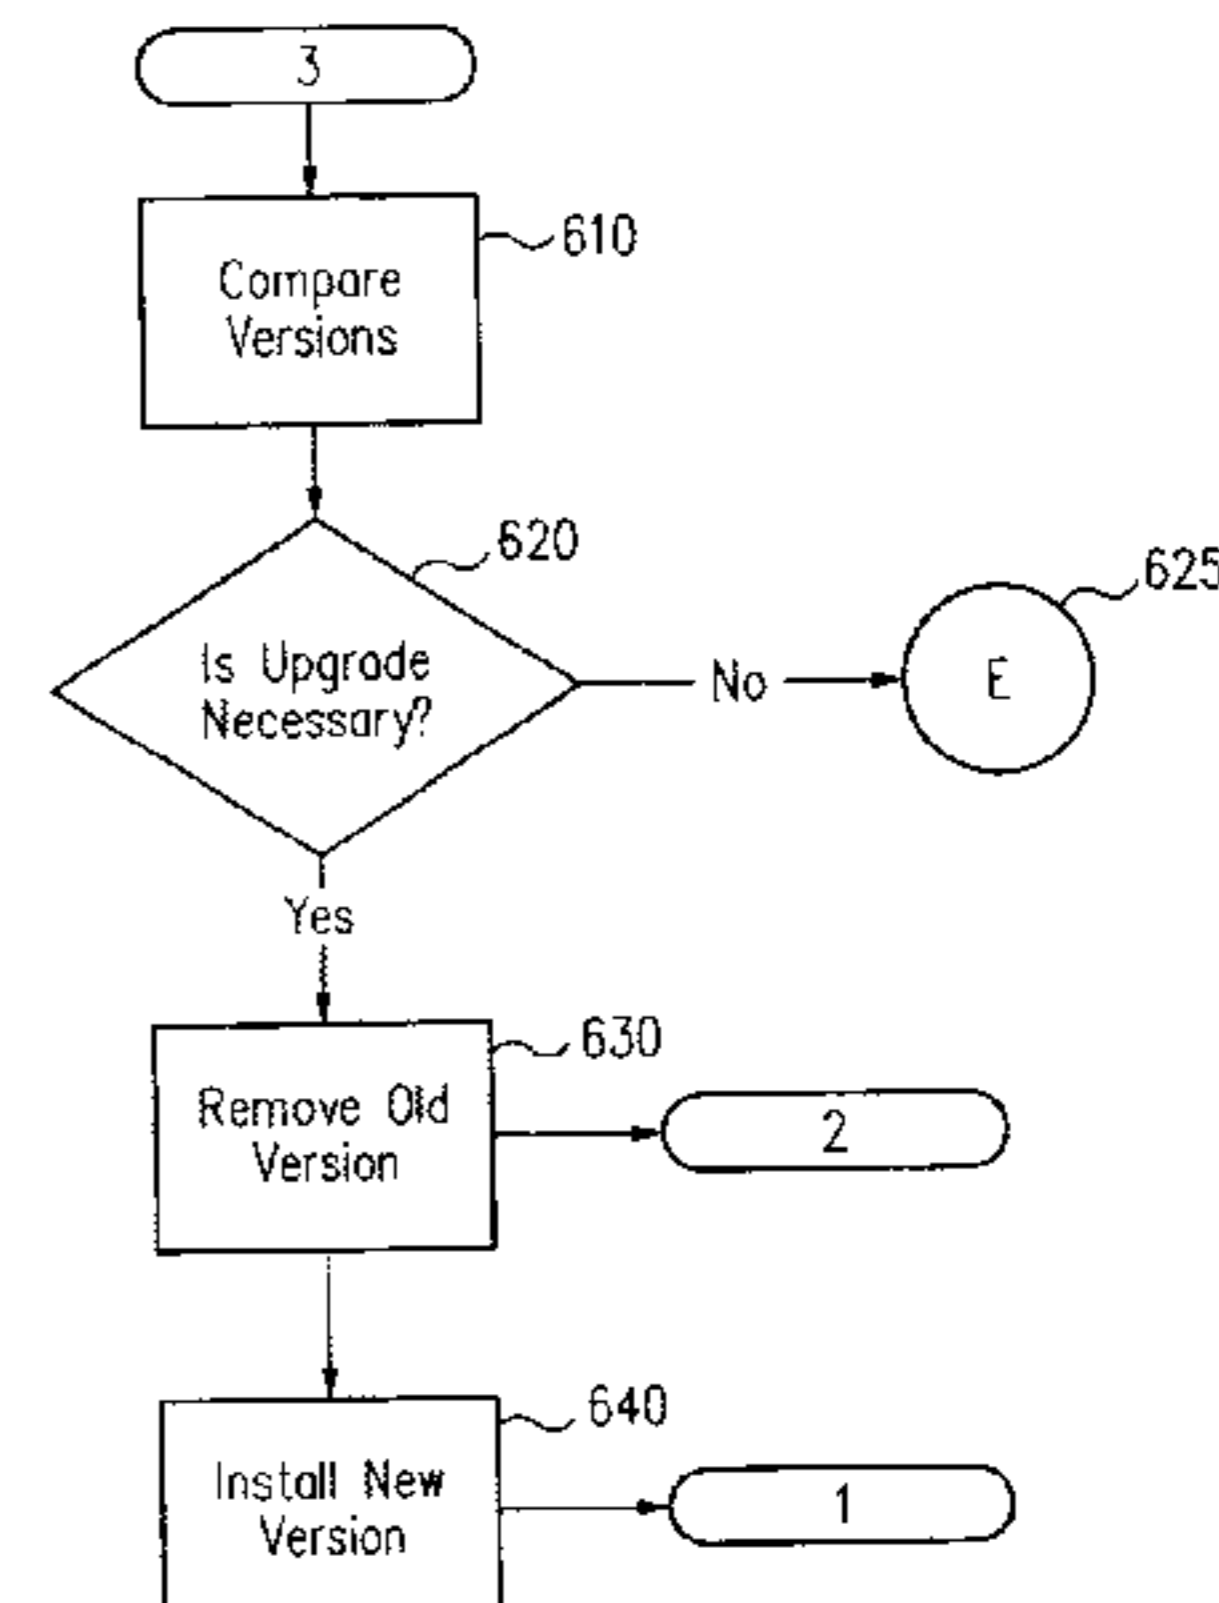 3
610
Compare
Versions
620
625
Is Upgrade
Necessary?
No
E
Yes
630
Remove Old
Version
2
640
Install New
Version
1